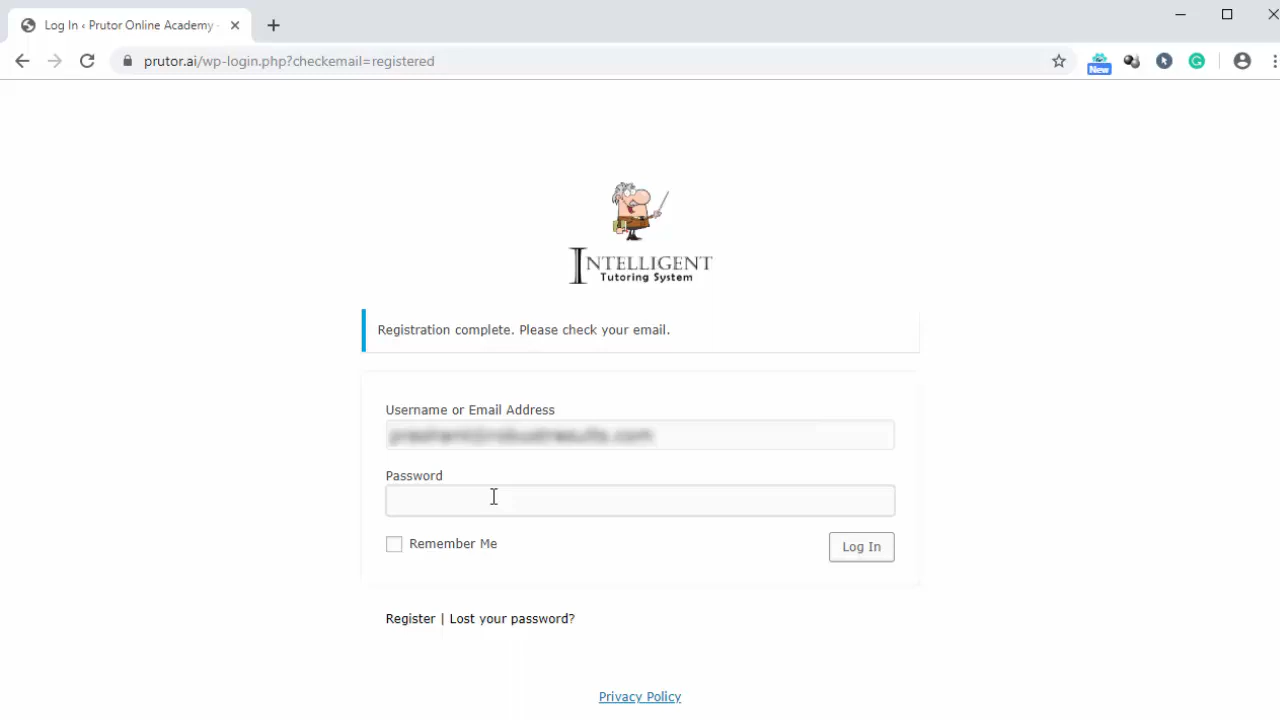 Log In ‹ Prutor Online Academy
prutor.ai/wp-login.php?checkemail=registered
New
INTELLIGENT
Tutoring System
Registration complete. Please check your email.
Username or Email Address
Password
Remember Me
Log In
Register | Lost your password?
Privacy Policy